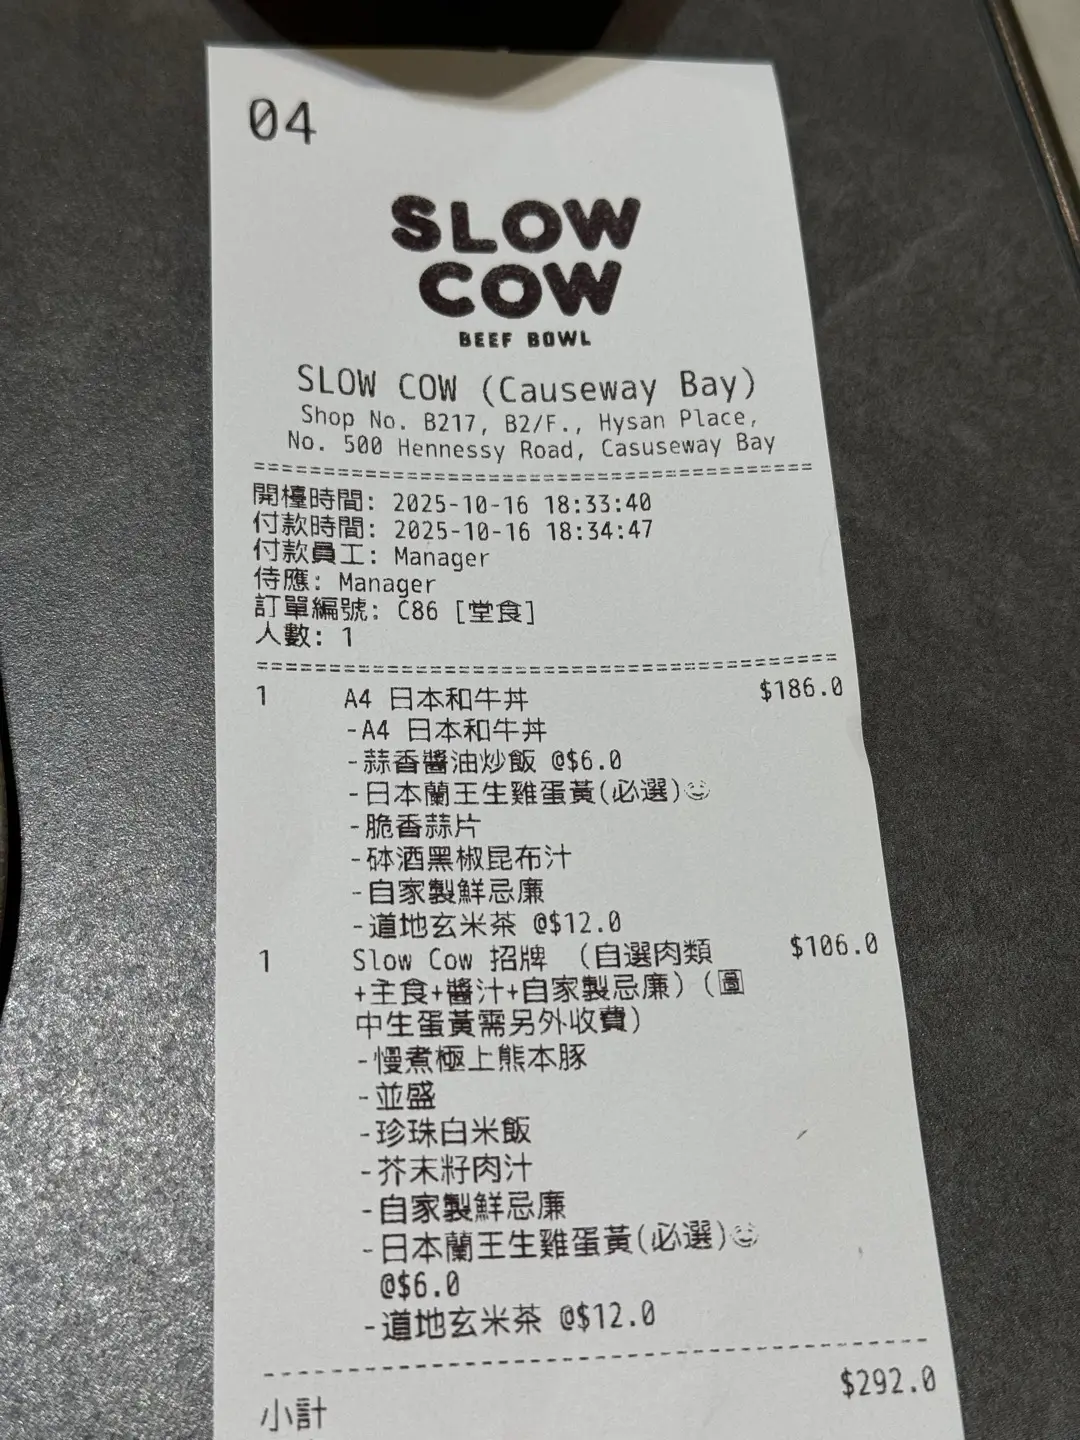 04
SLOW
COW
BEEF BOWL
SLOW COW (Causeway Bay)
Shop No. B217, B2/F., Hysan Place,
No. 500 Hennessy Road, Casuseway Bay
開檯時間: 2025-10-16 18:33:40
付款時間: 2025-10-16 18:34:47
付款員工: Manager
侍應: Manager
訂單編號: C86 [堂食]
人數: 1
1 A4 日本和牛丼 $186.0
-A4 日本和牛丼
-蒜香醬油炒飯 @$6.0
-日本蘭王生雞蛋黃(必選)☺
-脆香蒜片
-砵酒黑椒昆布汁
-自家製鮮忌廉
-道地玄米茶 @$12.0
1 Slow Cow 招牌 (自選肉類 $106.0
+主食+醬汁+自家製忌廉) (圖
中生蛋黃需另外收費)
-慢煮極上熊本豚
-並盛
-珍珠白米飯
-芥末籽肉汁
-自家製鮮忌廉
-日本蘭王生雞蛋黃(必選)☺
@$6.0
-道地玄米茶 @$12.0
小計 $292.0